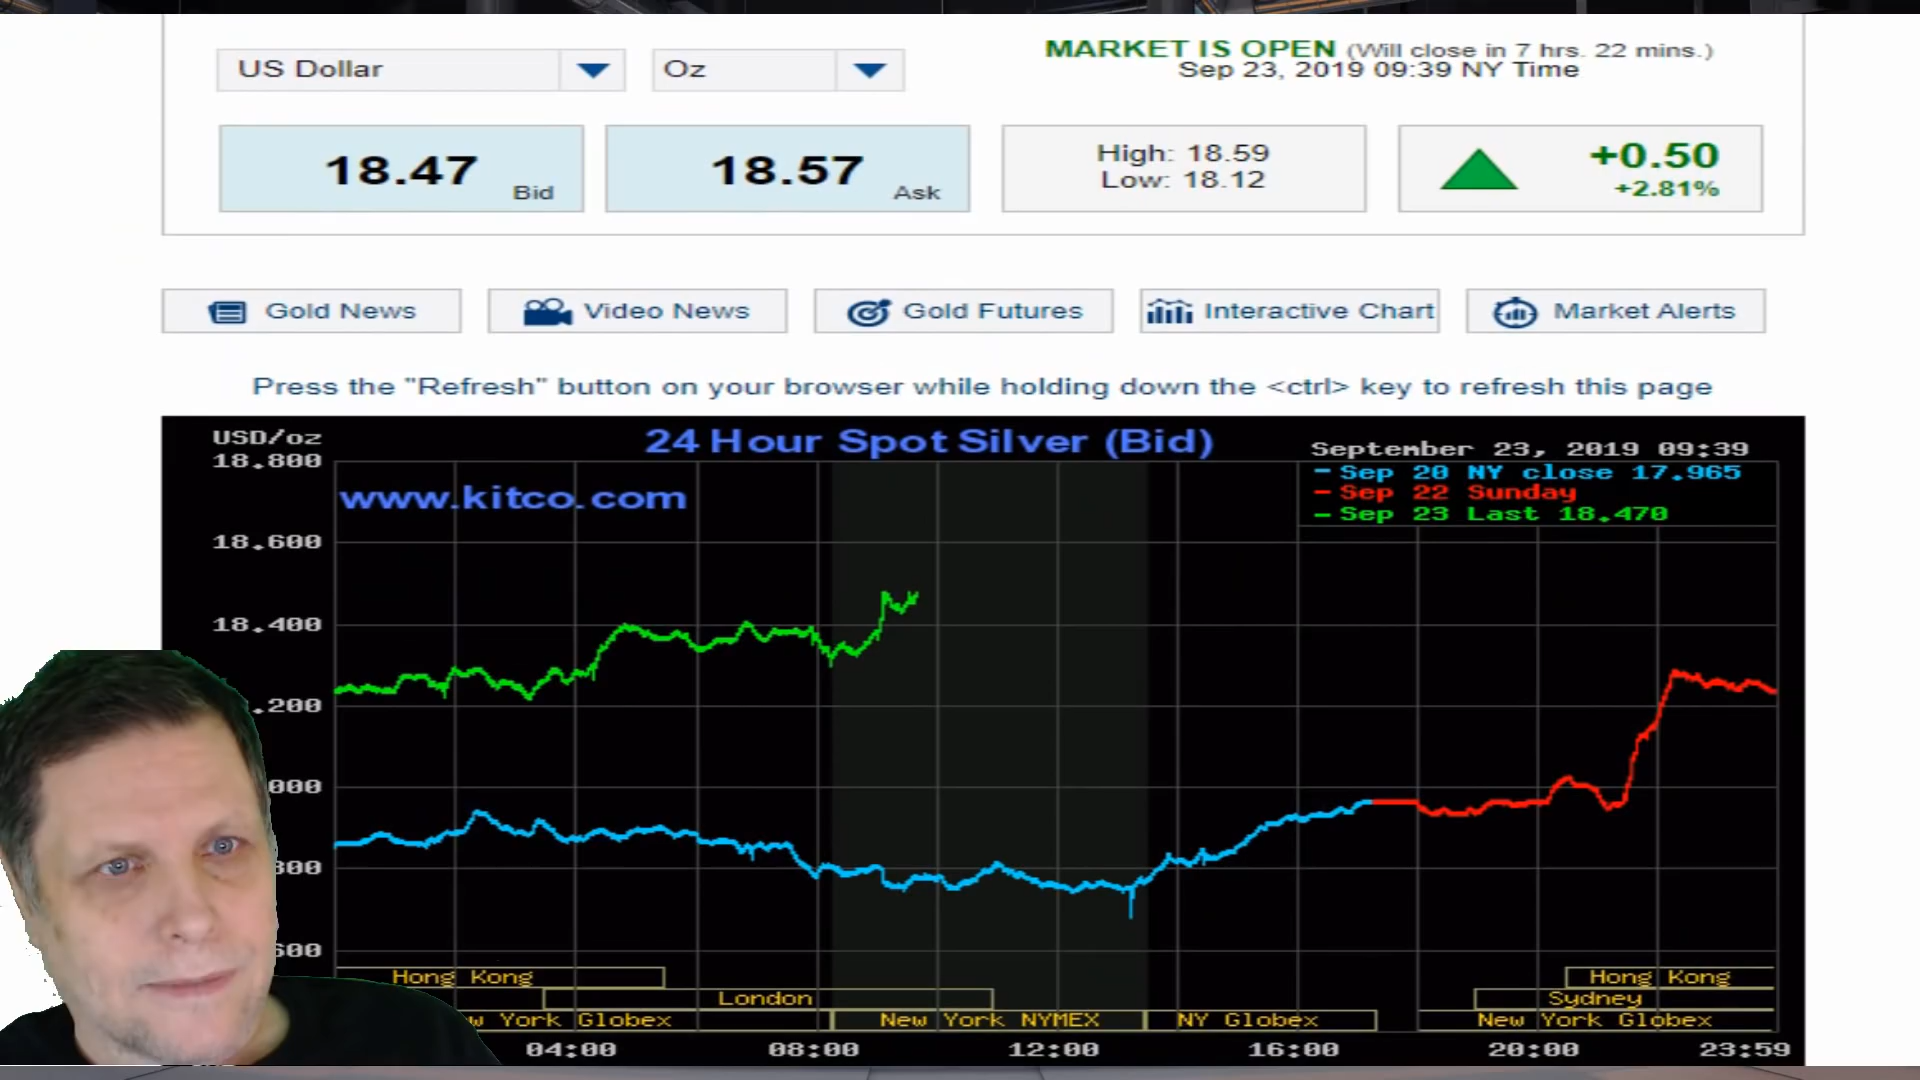 US Dollar
Oz
MARKET IS OPEN (Will close in 7 hrs. 22 mins.)
Sep 23, 2019 09:39 NY Time
18.47 Bid
18.57 Ask
High: 18.59
Low: 18.12
+0.50
+2.81%
Gold News
Video News
Gold Futures
Interactive Chart
Market Alerts
Press the "Refresh" button on your browser while holding down the <ctrl> key to refresh this page
USD/oz
24 Hour Spot Silver (Bid)
September 23, 2019 09:39
www.kitco.com
Sep 20 NY close 17.965
Sep 22 Sunday
Sep 23 Last 18.470
18.800
18.600
18.400
.200
000
800
600
Hong Kong
Hong Kong
London
Sydney
w York Globex
New York NYMEX
NY Globex
New York Globex
04:00
08:00
12:00
16:00
20:00
23:59